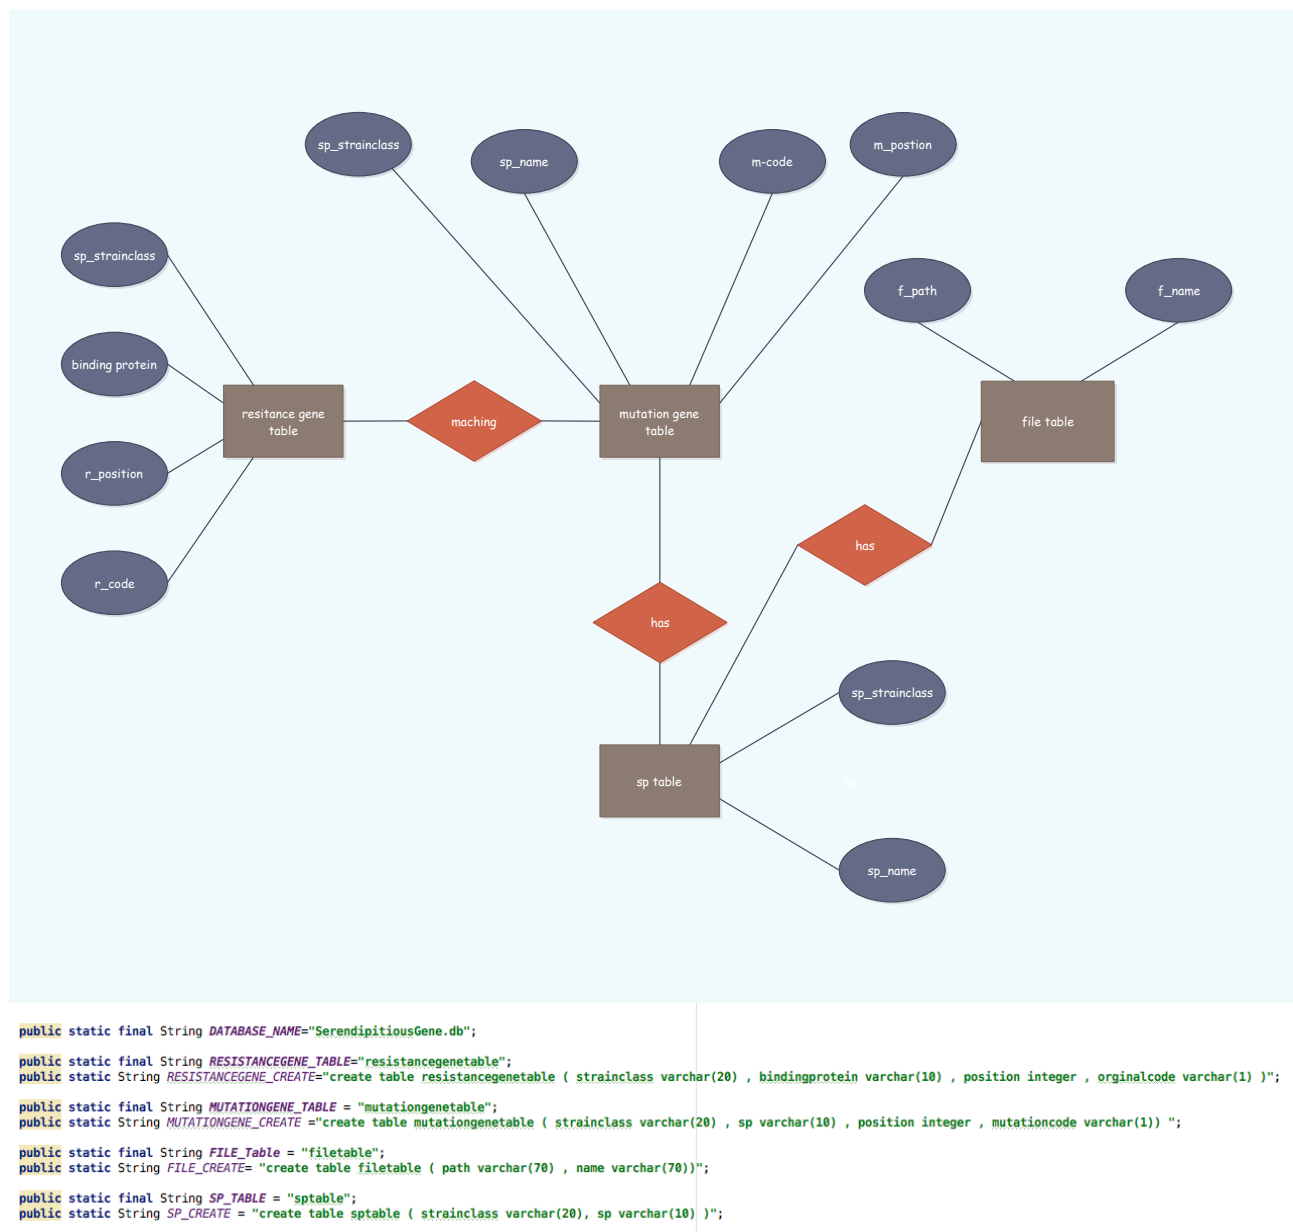 sp_strainclass
sp_name
m-code
m_postion
sp_strainclass
f_path
f_name
binding protein
resitance gene
table
maching
mutation gene
table
file table
r_position
has
r_code
has
sp_strainclass
sp table
sp
sp_name
public static final String DATABASE_NAME="SerendipitiousGene.db";
public static final String RESISTANCEGENE_TABLE="resistancegenetable";
public static String RESISTANCEGENE_CREATE="create table resistancegenetable ( strainclass varchar(20) , bindingprotein varchar(10) , position integer , orginalcode varchar(1) )";
public static final String MUTATIONGENE_TABLE = "mutationgenetable";
public static String MUTATIONGENE_CREATE ="create table mutationgenetable ( strainclass varchar(20) , sp varchar(10) , position integer , mutationcode varchar(1)) ";
public static final String FILE_Table = "filetable";
public static String FILE_CREATE= "create table filetable ( path varchar(70) , name varchar(70))";
public static final String SP_TABLE = "sptable";
public static String SP_CREATE = "create table sptable ( strainclass varchar(20), sp varchar(10) )";